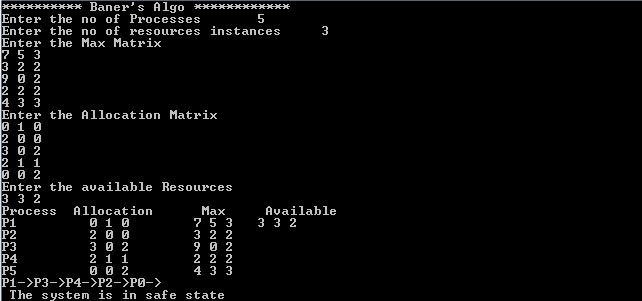 ********** Baner's Algo ************
Enter the no of Processes 5
Enter the no of resources instances 3
Enter the Max Matrix
7 5 3
3 2 2
9 0 2
2 2 2
4 3 3
Enter the Allocation Matrix
0 1 0
2 0 0
3 0 2
2 1 1
0 0 2
Enter the available Resources
3 3 2
Process Allocation Max Available
P1 0 1 0 7 5 3 3 3 2
P2 2 0 0 3 2 2
P3 3 0 2 9 0 2
P4 2 1 1 2 2 2
P5 0 0 2 4 3 3
P1->P3->P4->P2->P0->
The system is in safe state